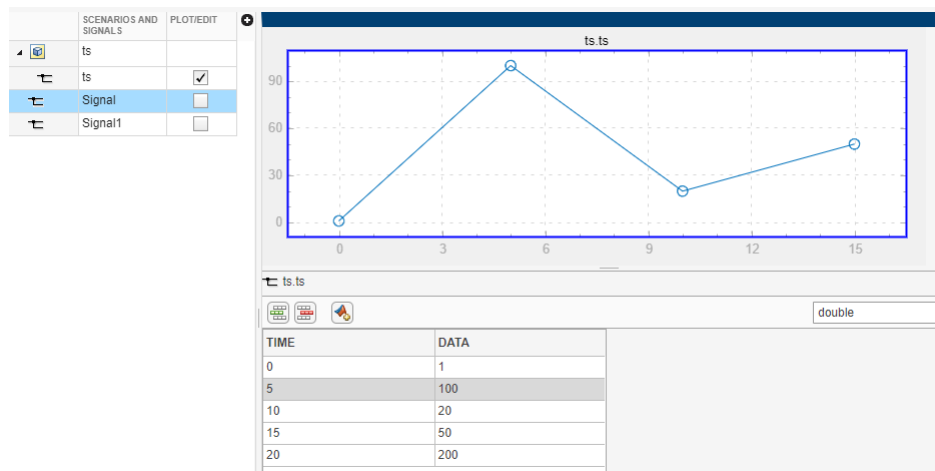 SCENARIOS AND SIGNALS PLOT/EDIT
ts
ts
Signal
Signal1
ts.ts
90
60
30
0
0 3 6 9 12 15
ts.ts
double
TIME DATA
0 1
5 100
10 20
15 50
20 200